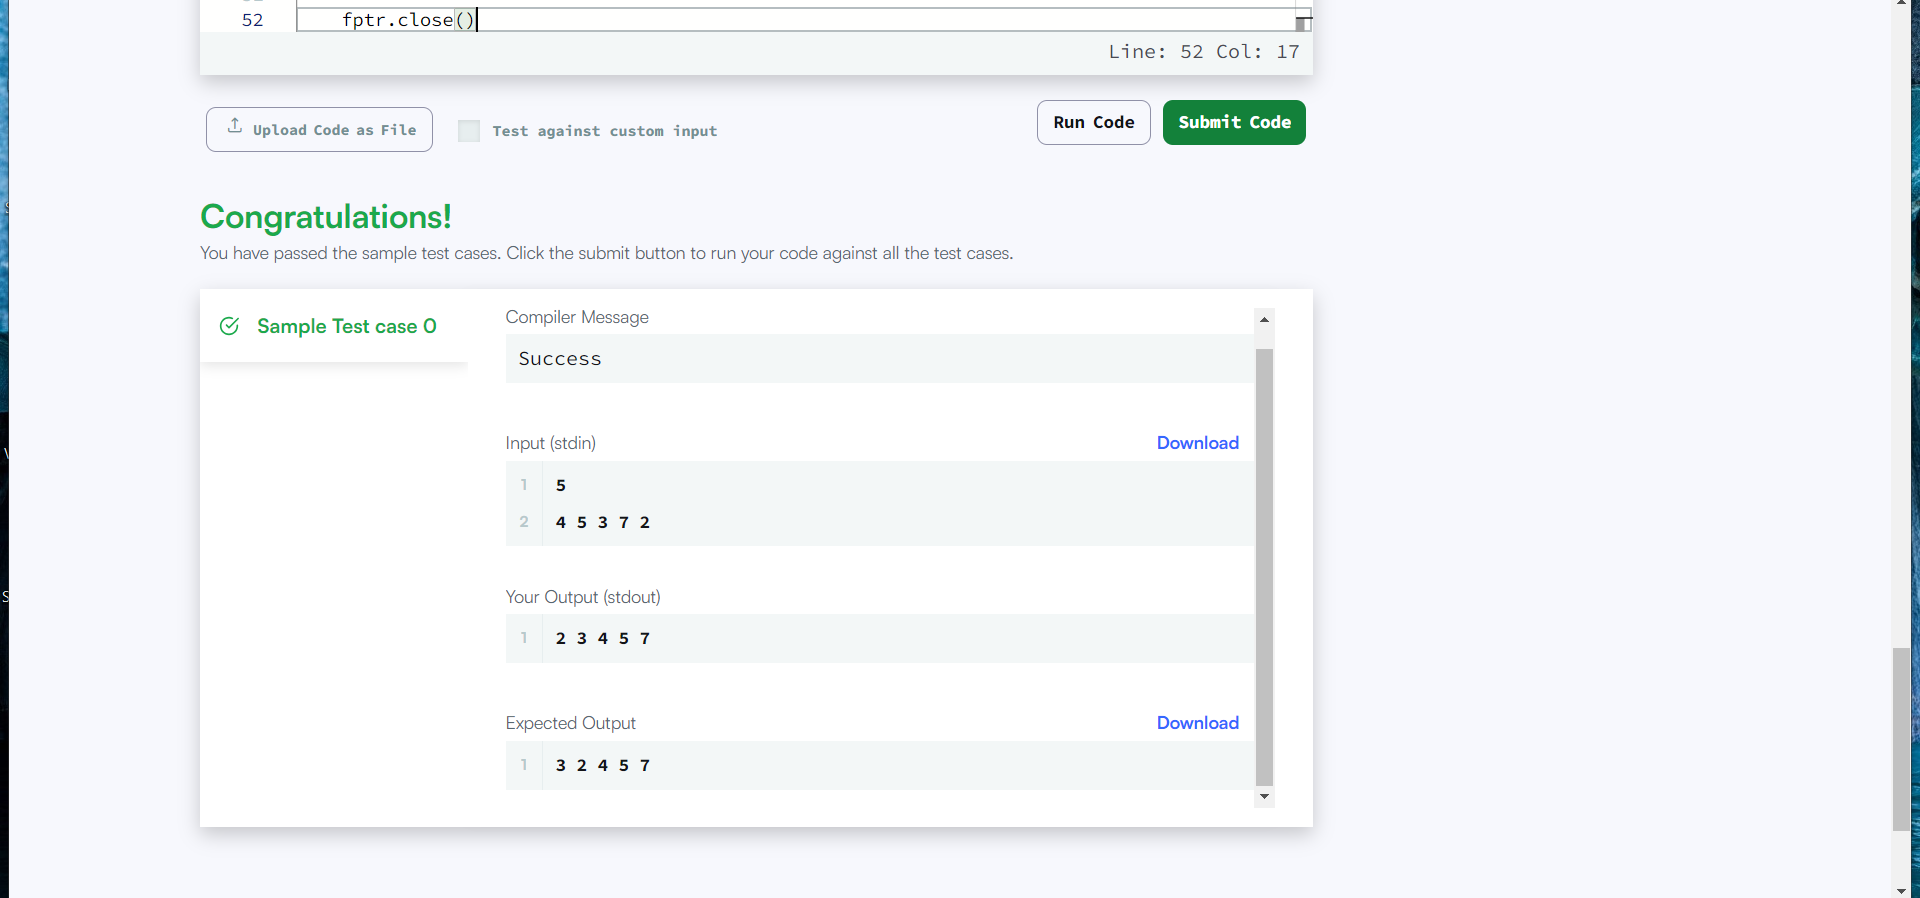 52 fptr.close()
Line: 52 Col: 17
Upload Code as File
Test against custom input
Run Code
Submit Code
Congratulations!
You have passed the sample test cases. Click the submit button to run your code against all the test cases.
Sample Test case 0
Compiler Message
Success
Input (stdin)
Download
1 5
2 4 5 3 7 2
Your Output (stdout)
1 2 3 4 5 7
Expected Output
Download
1 3 2 4 5 7